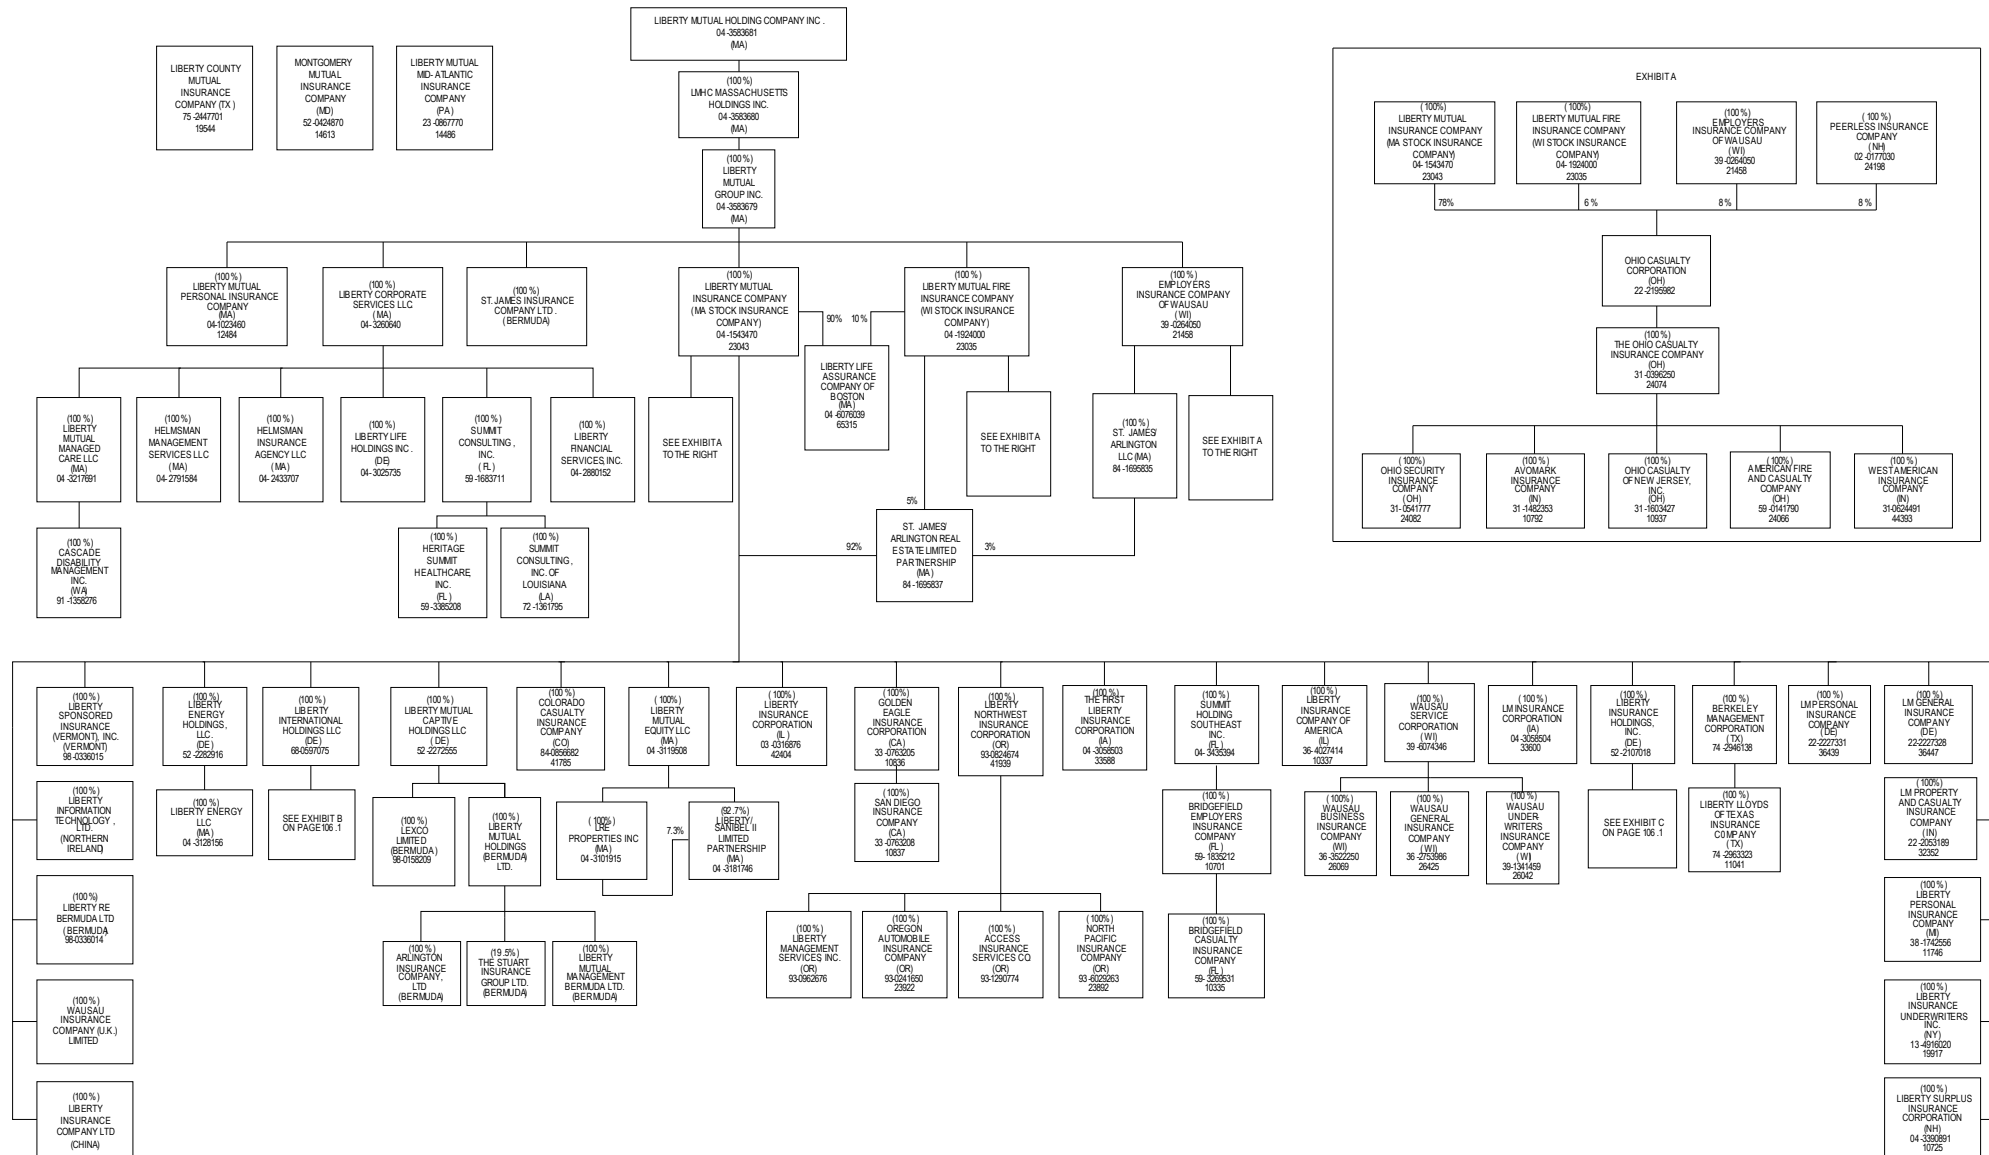 LIBERTY MUTUAL HOLDING COMPANY INC .
04 -3583681
(MA)
LIBERTY COUNTY
MUTUAL
INSURANCE
COMPANY (TX )
75 -2447701
19544
MONTGOMERY
MUTUAL
INSURANCE
COMPANY
(MD)
52 -0424870
14613
LIBERTY MUTUAL
MID- ATLANTIC
INSURANCE
COMPANY
(PA )
23 -0867770
14486
(100 %)
LMHC MASSACHUSETTS
HOLDINGS INC.
04 -3583680
(MA)
(100 %)
LIBERTY
MUTUAL
GROUP INC.
04 -3583679
(MA)
EXHIBIT A
( 100%)
LIBERTY MUTUAL
INSURANCE COMPANY
(MA STOCK INSURANCE
COMPANY)
04- 1543470
23043
( 100%)
LIBERTY MUTUAL FIRE
INSURANCE COMPANY
(WI STOCK INSURANCE
COMPANY)
04- 1924000
23035
(100 %)
EMPLOYERS
INSURANCE COMPANY
OF WAUSAU
( WI)
39 -0264050
21458
( 100 %)
PEERLESS INSURANCE
COMPANY
( NH)
02 -0177030
24198
78%
6 %
8 %
8 %
OHIO CASUALTY
CORPORATION
(OH)
22 -2195982
(100 %)
THE OHIO CASUALTY
INSURANCE COMPANY
(OH)
31 -0396250
24074
(100%)
OHIO SECURITY
INSURANCE
COMPANY
(OH)
31- 0541777
24082
(100%)
AVOMARK
INSURANCE
COMPANY
(IN)
31 -1482353
10792
(100%)
OHIO CASUALTY
OF NEW JERSEY,
INC.
(OH)
31 -1603427
10937
(100%)
AMERICAN FIRE
AND CASUALTY
COMPANY
(OH)
59 -0141790
24066
(100 %)
WEST AMERICAN
INSURANCE
COMPANY
(IN)
31-0624491
44393
(100 %)
LIBERTY MUTUAL
PERSONAL INSURANCE
COMPANY
(MA)
04-1023460
12484
(100 %)
LIBERTY CORPORATE
SERVICES LLC
( MA)
04- 3260640
(100 %)
ST. JAMES INSURANCE
COMPANY LTD .
( BERMUDA)
(100 %)
LIBERTY MUTUAL
INSURANCE COMPANY
( MA STOCK INSURANCE
COMPANY)
04 -1543470
23043
90%
10 %
(100 %)
LIBERTY MUTUAL FIRE
INSURANCE COMPANY
(WI STOCK INSURANCE
COMPANY)
04 -1924000
23035
(100 %)
EMPLOYERS
INSURANCE COMPANY
OF WAUSAU
( WI)
39 -0264050
21458
LIBERTY LIFE
ASSURANCE
COMPANY OF
BOSTON
(MA)
04 -6076039
65315
(100 %)
LIBERTY
MUTUAL
MANAGED
CARE LLC
(MA)
04 -3217691
(100 %)
HELMSMAN
MANAGEMENT
SERVICES LLC
( MA)
04- 2791584
(100 %)
HELMSMAN
INSURANCE
AGENCY LLC
( MA)
04- 2433707
(100 %)
LIBERTY LIFE
HOLDINGS INC .
(DE)
04- 3025735
(100 %)
SUMMIT
CONSULTING ,
INC.
( FL )
59 -1683711
(100 %)
LIBERTY
FINANCIAL
SERVICES, INC.
04- 2880152
SEE EXHIBIT A
TO THE RIGHT
SEE EXHIBIT A
TO THE RIGHT
(100 %)
ST. JAMES/
ARLINGTON
LLC (MA)
84 -1695835
SEE EXHIBIT A
TO THE RIGHT
(100 %)
CASCADE
DISABILITY
MANAGEMENT
INC.
(WA)
91 -1358276
(100 %)
HERITAGE
SUMMIT
HEALTHCARE,
INC.
(FL )
59 -3385208
(100 %)
SUMMIT
CONSULTING ,
INC. OF
LOUISIANA
(LA)
72 -1361795
5%
92%
3%
ST. JAMES/
ARLINGTON REAL
ESTATE LIMITED
PARTNERSHIP
(MA )
84 -1695837
(100 %)
LIBERTY
SPONSORED
INSURANCE
(VERMONT), INC.
(VERMONT)
98 -0336015
(100 %)
LIBERTY
ENERGY
HOLDINGS,
LLC.
( DE)
52 -2282916
(100 %)
LIBERTY
INTERNATIONAL
HOLDINGS LLC
(DE)
68-0597075
(100 %)
LIBERTY MUTUAL
CAPTIVE
HOLDINGS LLC
( DE)
52 -2272555
(100 %)
COLORADO
CASUALTY
INSURANCE
COMPANY
(CO)
84-0856682
41785
( 100 %)
LIBERTY
MUTUAL
EQUITY LLC
(MA)
04 -3119508
( 100 %)
LIBERTY
INSURANCE
CORPORATION
(IL )
03 -0316876
42404
( 100 %)
GOLDEN
EAGLE
INSURANCE
CORPORATION
(CA)
33 -0763205
10836
(100 %)
LIBERTY
NORTHWEST
INSURANCE
CORPORATION
(OR)
93-0824674
41939
(100 %)
THE FIRST
LIBERTY
INSURANCE
CORPORATION
(IA)
04 -3058503
33588
(100 %)
SUMMIT
HOLDING
SOUTHEAST
INC.
(FL)
04- 3435394
( 100 %)
LIBERTY
INSURANCE
COMPANY OF
AMERICA
(IL)
36- 4027414
10337
(100 %)
WAUSAU
SERVICE
CORPORATION
( WI)
39 -6074346
( 100 %)
LM INSURANCE
CORPORATION
(IA)
04 -3058504
33600
(100 %)
LIBERTY
INSURANCE
HOLDINGS,
INC.
(DE)
52 -2107018
(100 %)
BERKELEY
MANAGEMENT
CORPORATION
( TX)
74 -2946138
(100 %)
LM PERSONAL
INSURANCE
COMPANY
(DE)
22-2227331
36439
(100 %)
LM GENERAL
INSURANCE
COMPANY
(DE)
22-2227328
36447
(100 %)
LIBERTY
INFORMATION
TECHNOLOGY ,
LTD.
(NORTHERN
IRELAND)
(100 %)
LIBERTY ENERGY
LLC
(MA)
04 -3128156
SEE EXHIBIT B
ON PAGE 106 .1
(100 %)
LEXCO
LIMITED
(BERMUDA)
98-0158209
(100 %)
LIBERTY
MUTUAL
HOLDINGS
(BERMUDA)
LTD.
( 100%)
LRE
PROPERTIES INC
(MA)
04 -3101915
7.3%
(92.7%)
LIBERTY/
SANIBEL II
LIMITED
PARTNERSHIP
(MA)
04 -3181746
(100%)
SAN DIEGO
INSURANCE
COMPANY
(CA)
33 -0763208
10837
(100 %)
BRIDGEFIELD
EMPLOYERS
INSURANCE
COMPANY
(FL)
59- 1835212
10701
( 100%)
WAUSAU
BUSINESS
INSURANCE
COMPANY
(WI)
36 -3522250
26069
(100 %)
WAUSAU
GENERAL
INSURANCE
COMPANY
( WI)
36 -2753986
26425
(100 %)
WAUSAU
UNDER-
WRITERS
INSURANCE
COMPANY
( WI)
39-1341459
26042
SEE EXHIBIT C
ON PAGE 106 .1
(100 %)
LIBERTY LLOYDS
OF TEXAS
INSURANCE
COMPANY
( TX)
74 -2963323
11041
( 100%)
LM PROPERTY
AND CASUALTY
INSURANCE
COMPANY
( IN)
22 -2053189
32352
(100 %)
LIBERTY RE
BERMUDA LTD
( BERMUDA)
98-0336014
(100 %)
ARLINGTON
INSURANCE
COMPANY,
LTD
(BERMUDA)
(19 .5%)
THE STUART
INSURANCE
GROUP LTD.
(BERMUDA)
(100 %)
LIBERTY
MUTUAL
MANAGEMENT
BERMUDA LTD.
(BERMUDA)
(100 %)
LIBERTY
MANAGEMENT
SERVICES, INC.
(OR)
93-0962676
(100 %)
OREGON
AUTOMOBILE
INSURANCE
COMPANY
(OR)
93-0241650
23922
(100 %)
ACCESS
INSURANCE
SERVICES CO.
(OR)
93-1290774
( 100%)
NORTH
PACIFIC
INSURANCE
COMPANY
(OR)
93 -6029263
23892
(100 %)
BRIDGEFIELD
CASUALTY
INSURANCE
COMPANY
(FL)
59- 3269531
10335
(100 %)
LIBERTY
PERSONAL
INSURANCE
COMPANY
(MI)
38 -1742556
11746
(100 %)
WAUSAU
INSURANCE
COMPANY (U.K.)
LIMITED
(100 %)
LIBERTY
INSURANCE
UNDERWRITERS
INC.
(NY)
13 -4916020
19917
(100 %)
LIBERTY
INSURANCE
COMPANY LTD
(CHINA)
(100 %)
LIBERTY SURPLUS
INSURANCE
CORPORATION
(NH)
04 -3390891
10725